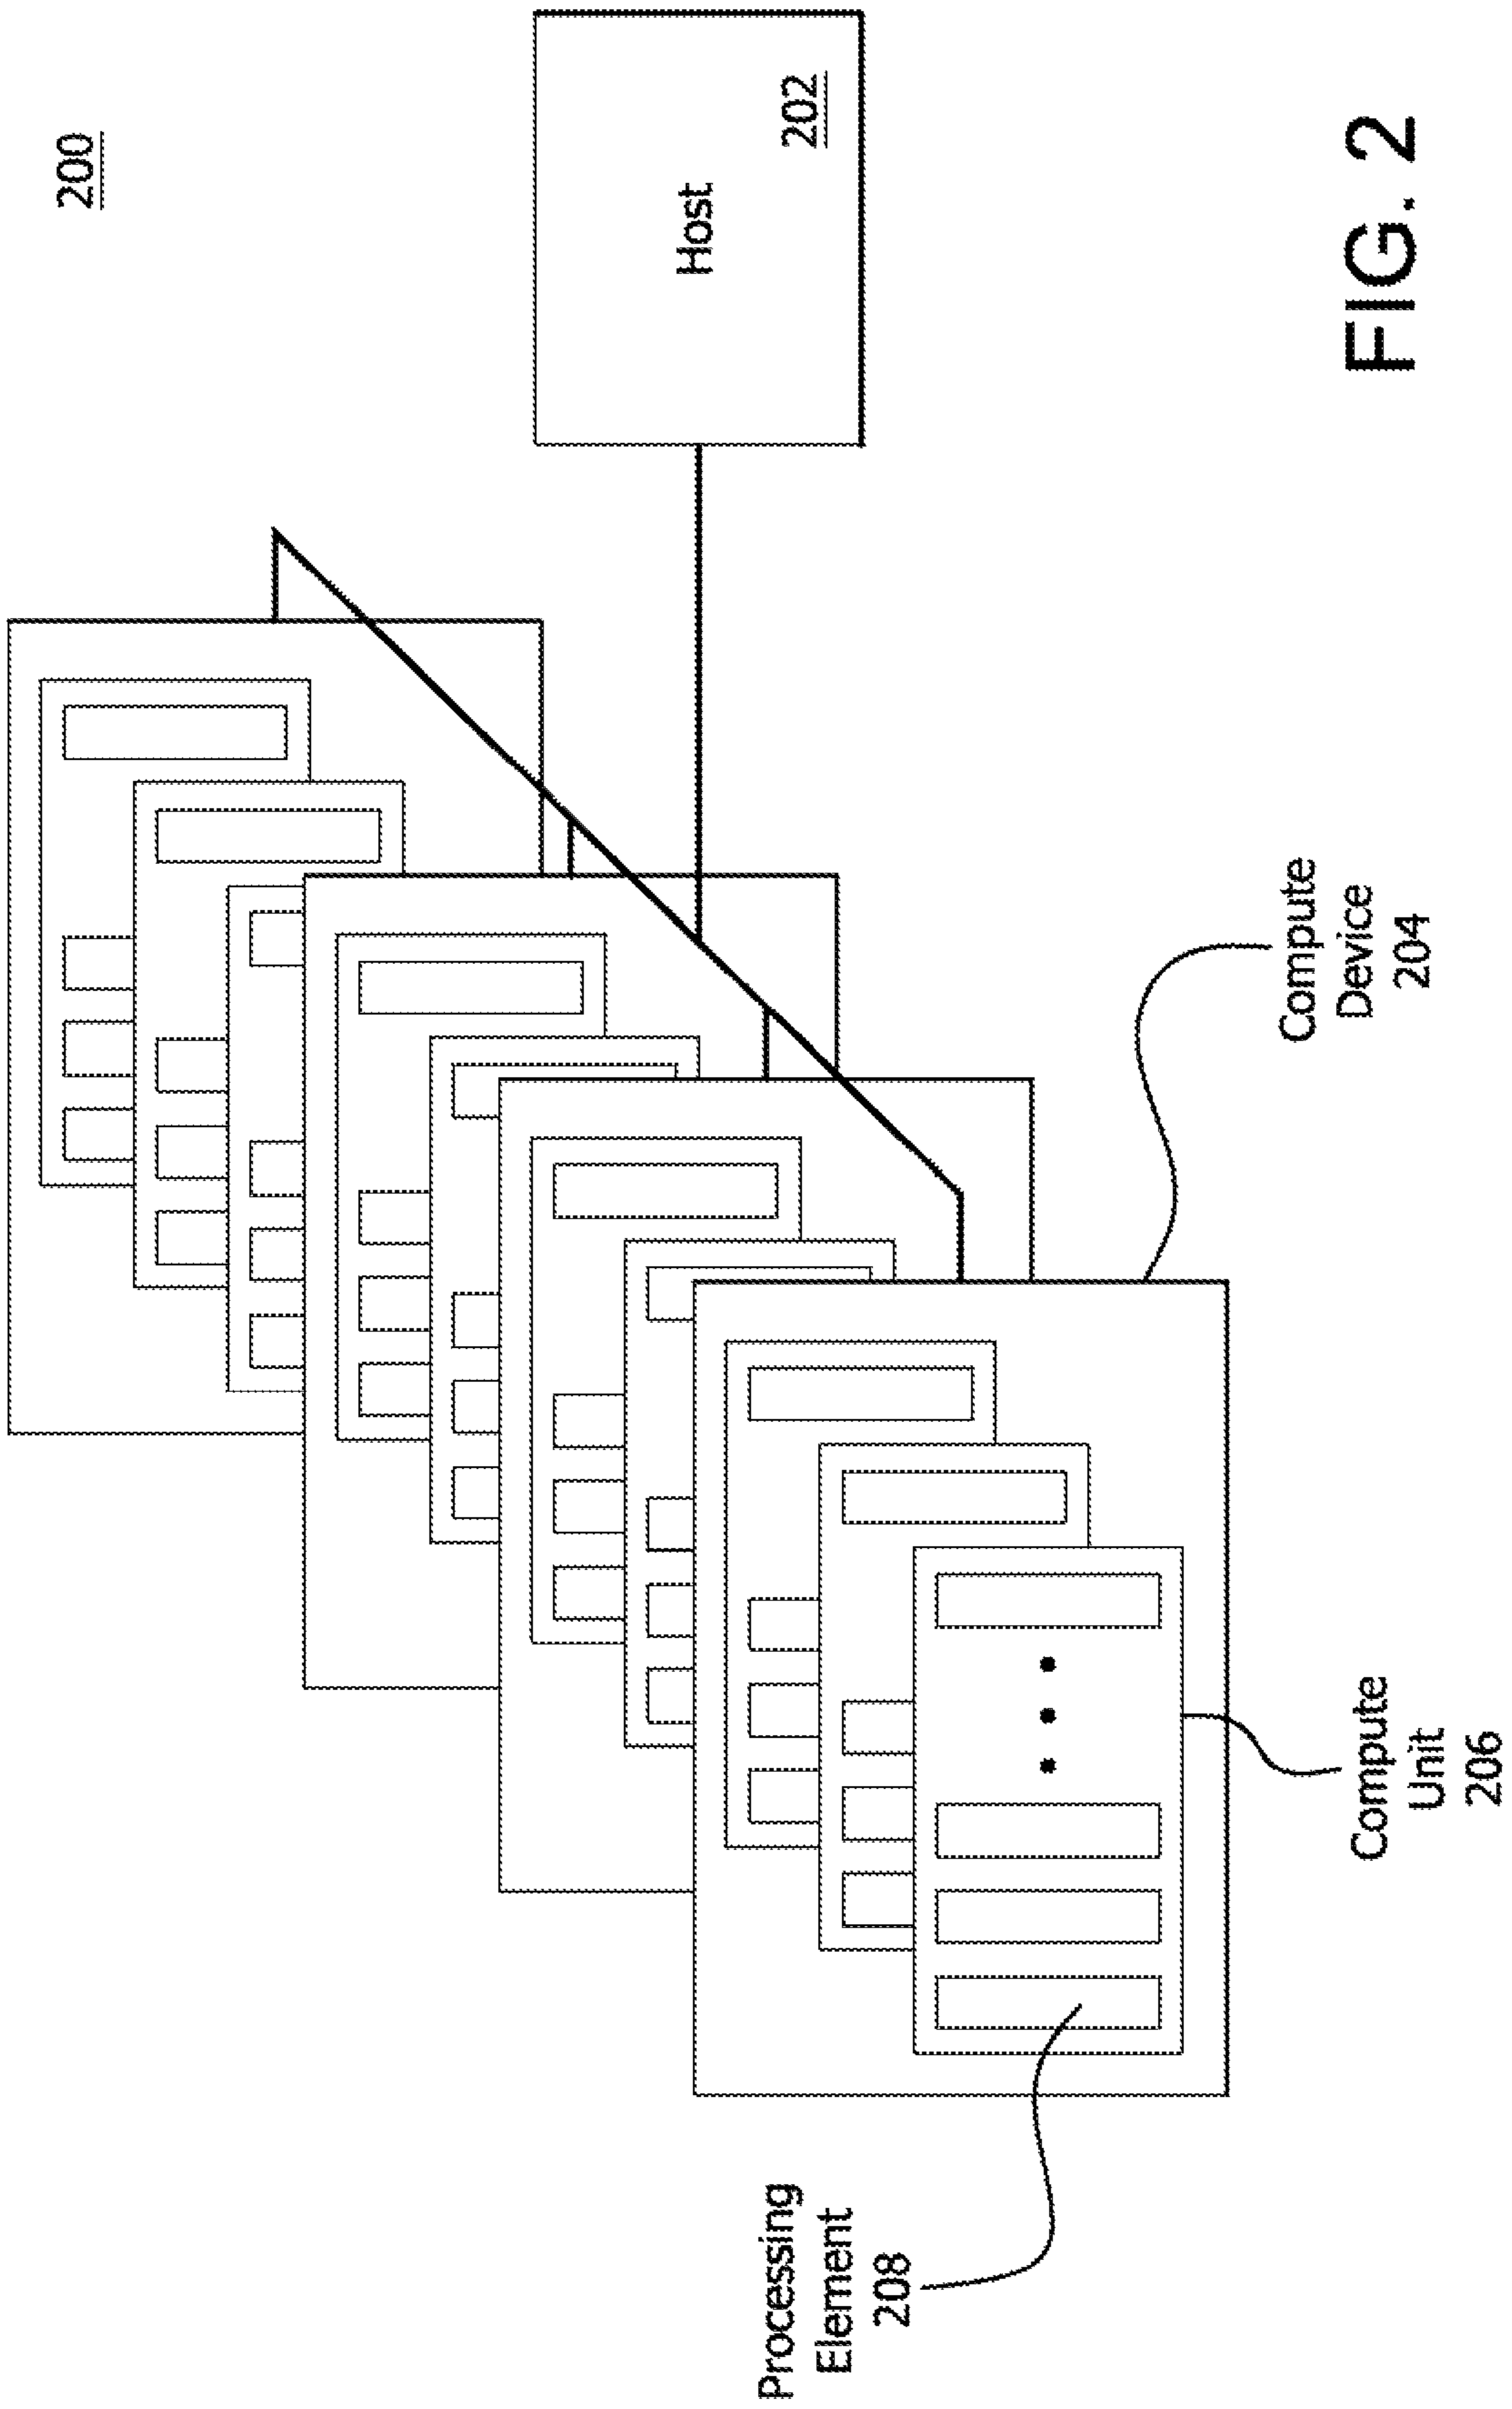 200
Host
202
Compute
Device
204
Compute
Unit
206
Processing
Element
208
FIG. 2